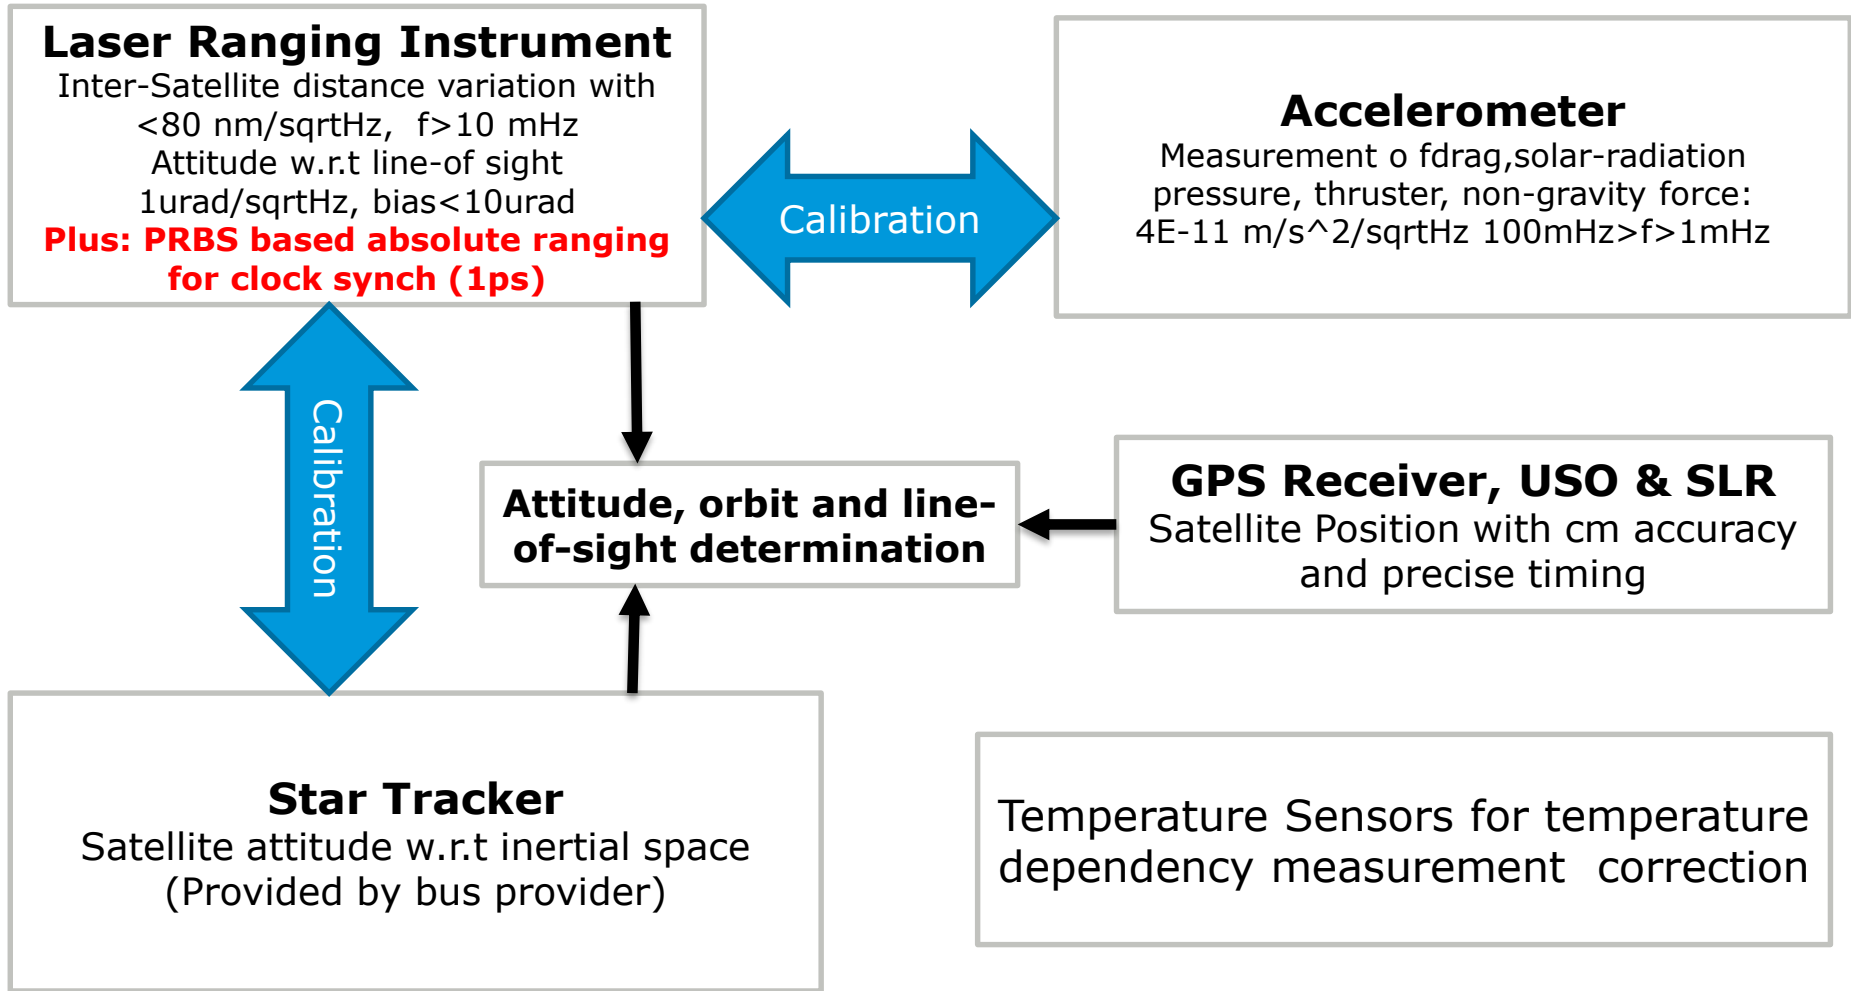 Laser Ranging Instrument
Inter-Satellite distance variation with
<80 nm/sqrtHz, f>10 mHz
Attitude w.r.t line-of sight
1urad/sqrtHz, bias<10urad
Plus: PRBS based absolute ranging
for clock synch (1ps)
Calibration
Accelerometer
Measurement o fdrag,solar-radiation
pressure, thruster, non-gravity force:
4E-11 m/s^2/sqrtHz 100mHz>f>1mHz
Calibration
Attitude, orbit and line-
of-sight determination
GPS Receiver, USO & SLR
Satellite Position with cm accuracy
and precise timing
Star Tracker
Satellite attitude w.r.t inertial space
(Provided by bus provider)
Temperature Sensors for temperature
dependency measurement correction